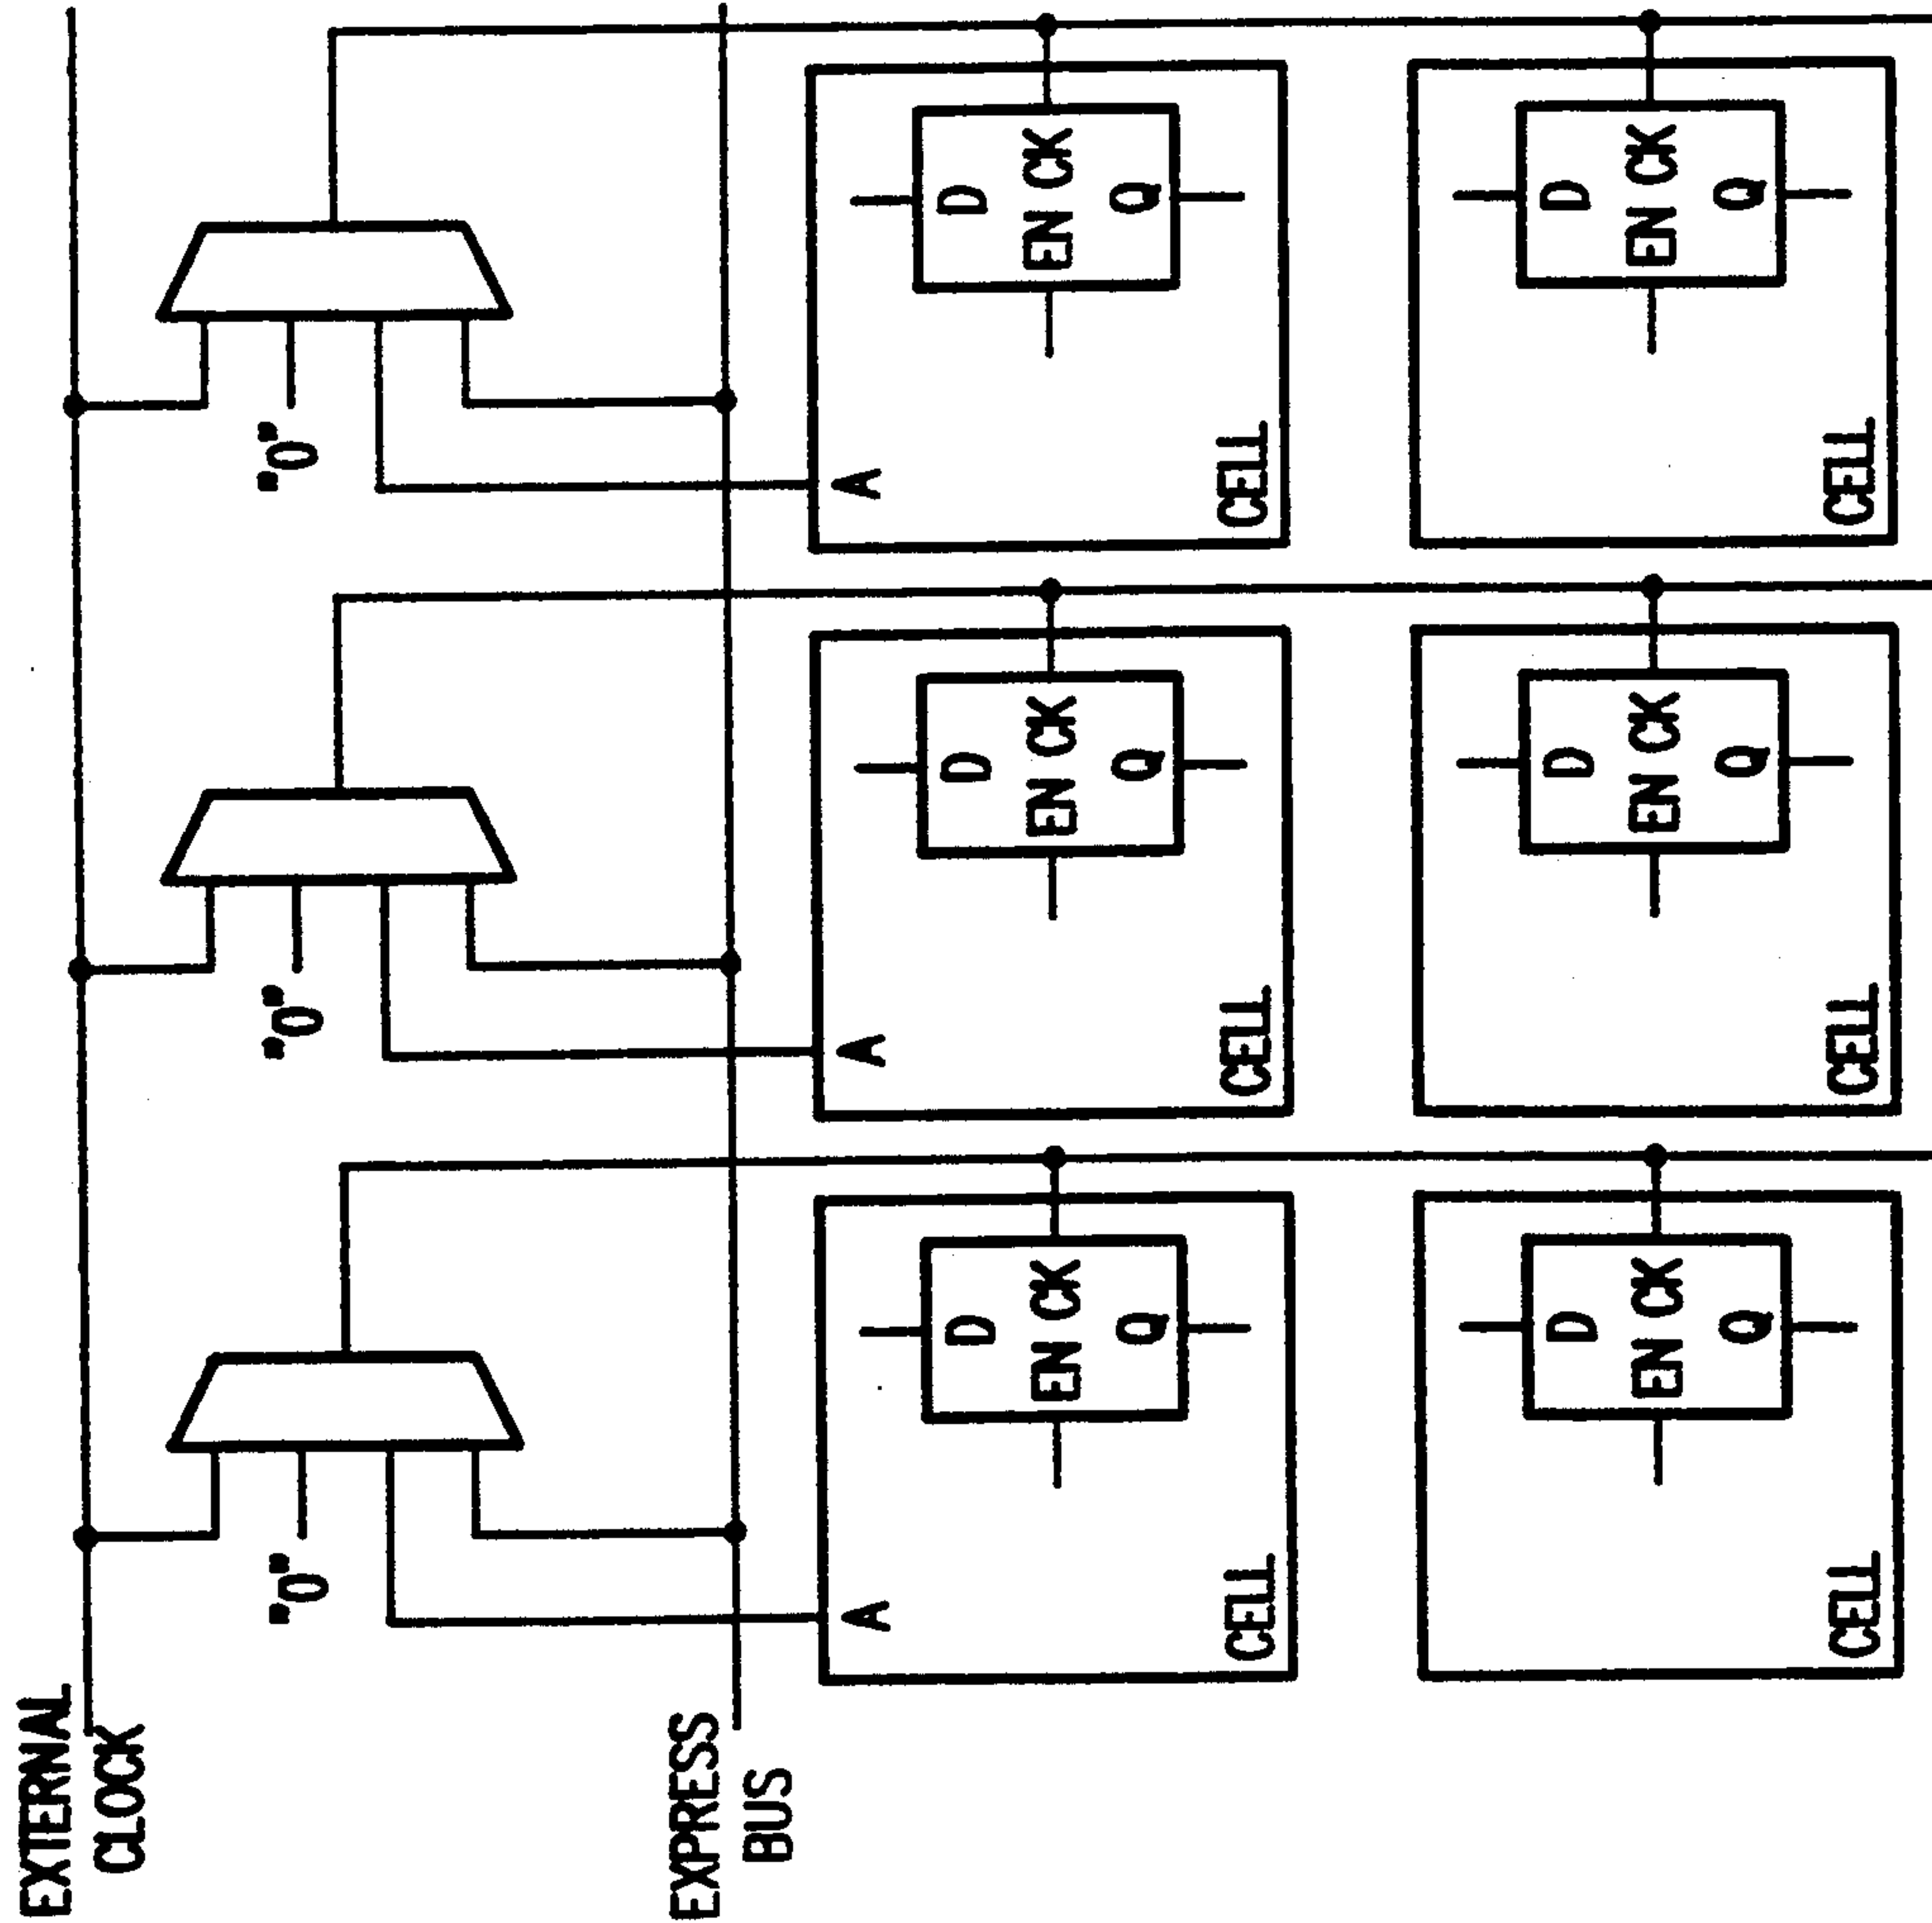 EXTERNAL
CLOCK
"0"
"0"
"0"
EXPRESS
BUS
A
A
A
D
EN CK
Q
D
EN CK
Q
D
EN CK
Q
CELL
CELL
CELL
D
EN CK
Q
D
EN CK
Q
D
EN CK
Q
CELL
CELL
CELL